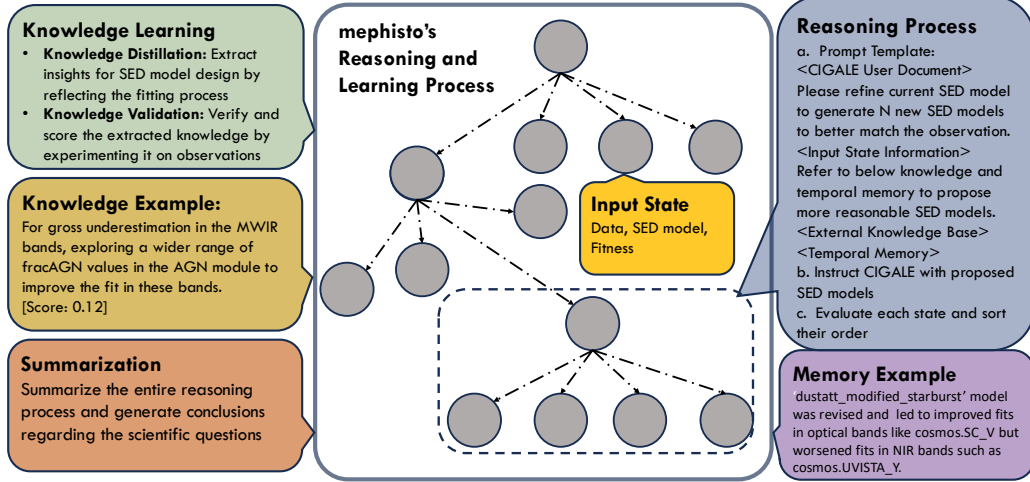 Knowledge Learning
• Knowledge Distillation: Extract
insights for SED model design by
reflecting the fitting process
• Knowledge Validation: Verify and
score the extracted knowledge by
experimenting it on observations
Knowledge Example:
For gross underestimation in the MWIR
bands, exploring a wider range of
fracAGN values in the AGN module to
improve the fit in these bands.
[Score: 0.12]
Summarization
Summarize the entire reasoning
process and generate conclusions
regarding the scientific questions
mephisto's
Reasoning and
Learning Process
Input State
Data, SED model,
Fitness
Reasoning Process
a. Prompt Template:
<CIGALE User Document>
Please refine current SED model
to generate N new SED models
to better match the observation.
<Input State Information>
Refer to below knowledge and
temporal memory to propose
more reasonable SED models.
<External Knowledge Base>
<Temporal Memory>
b. Instruct CIGALE with proposed
SED models
c. Evaluate each state and sort
their order
Memory Example
'dustatt_modified_starburst' model
was revised and led to improved fits
in optical bands like cosmos.SC_V but
worsened fits in NIR bands such as
cosmos.UVISTA_Y.